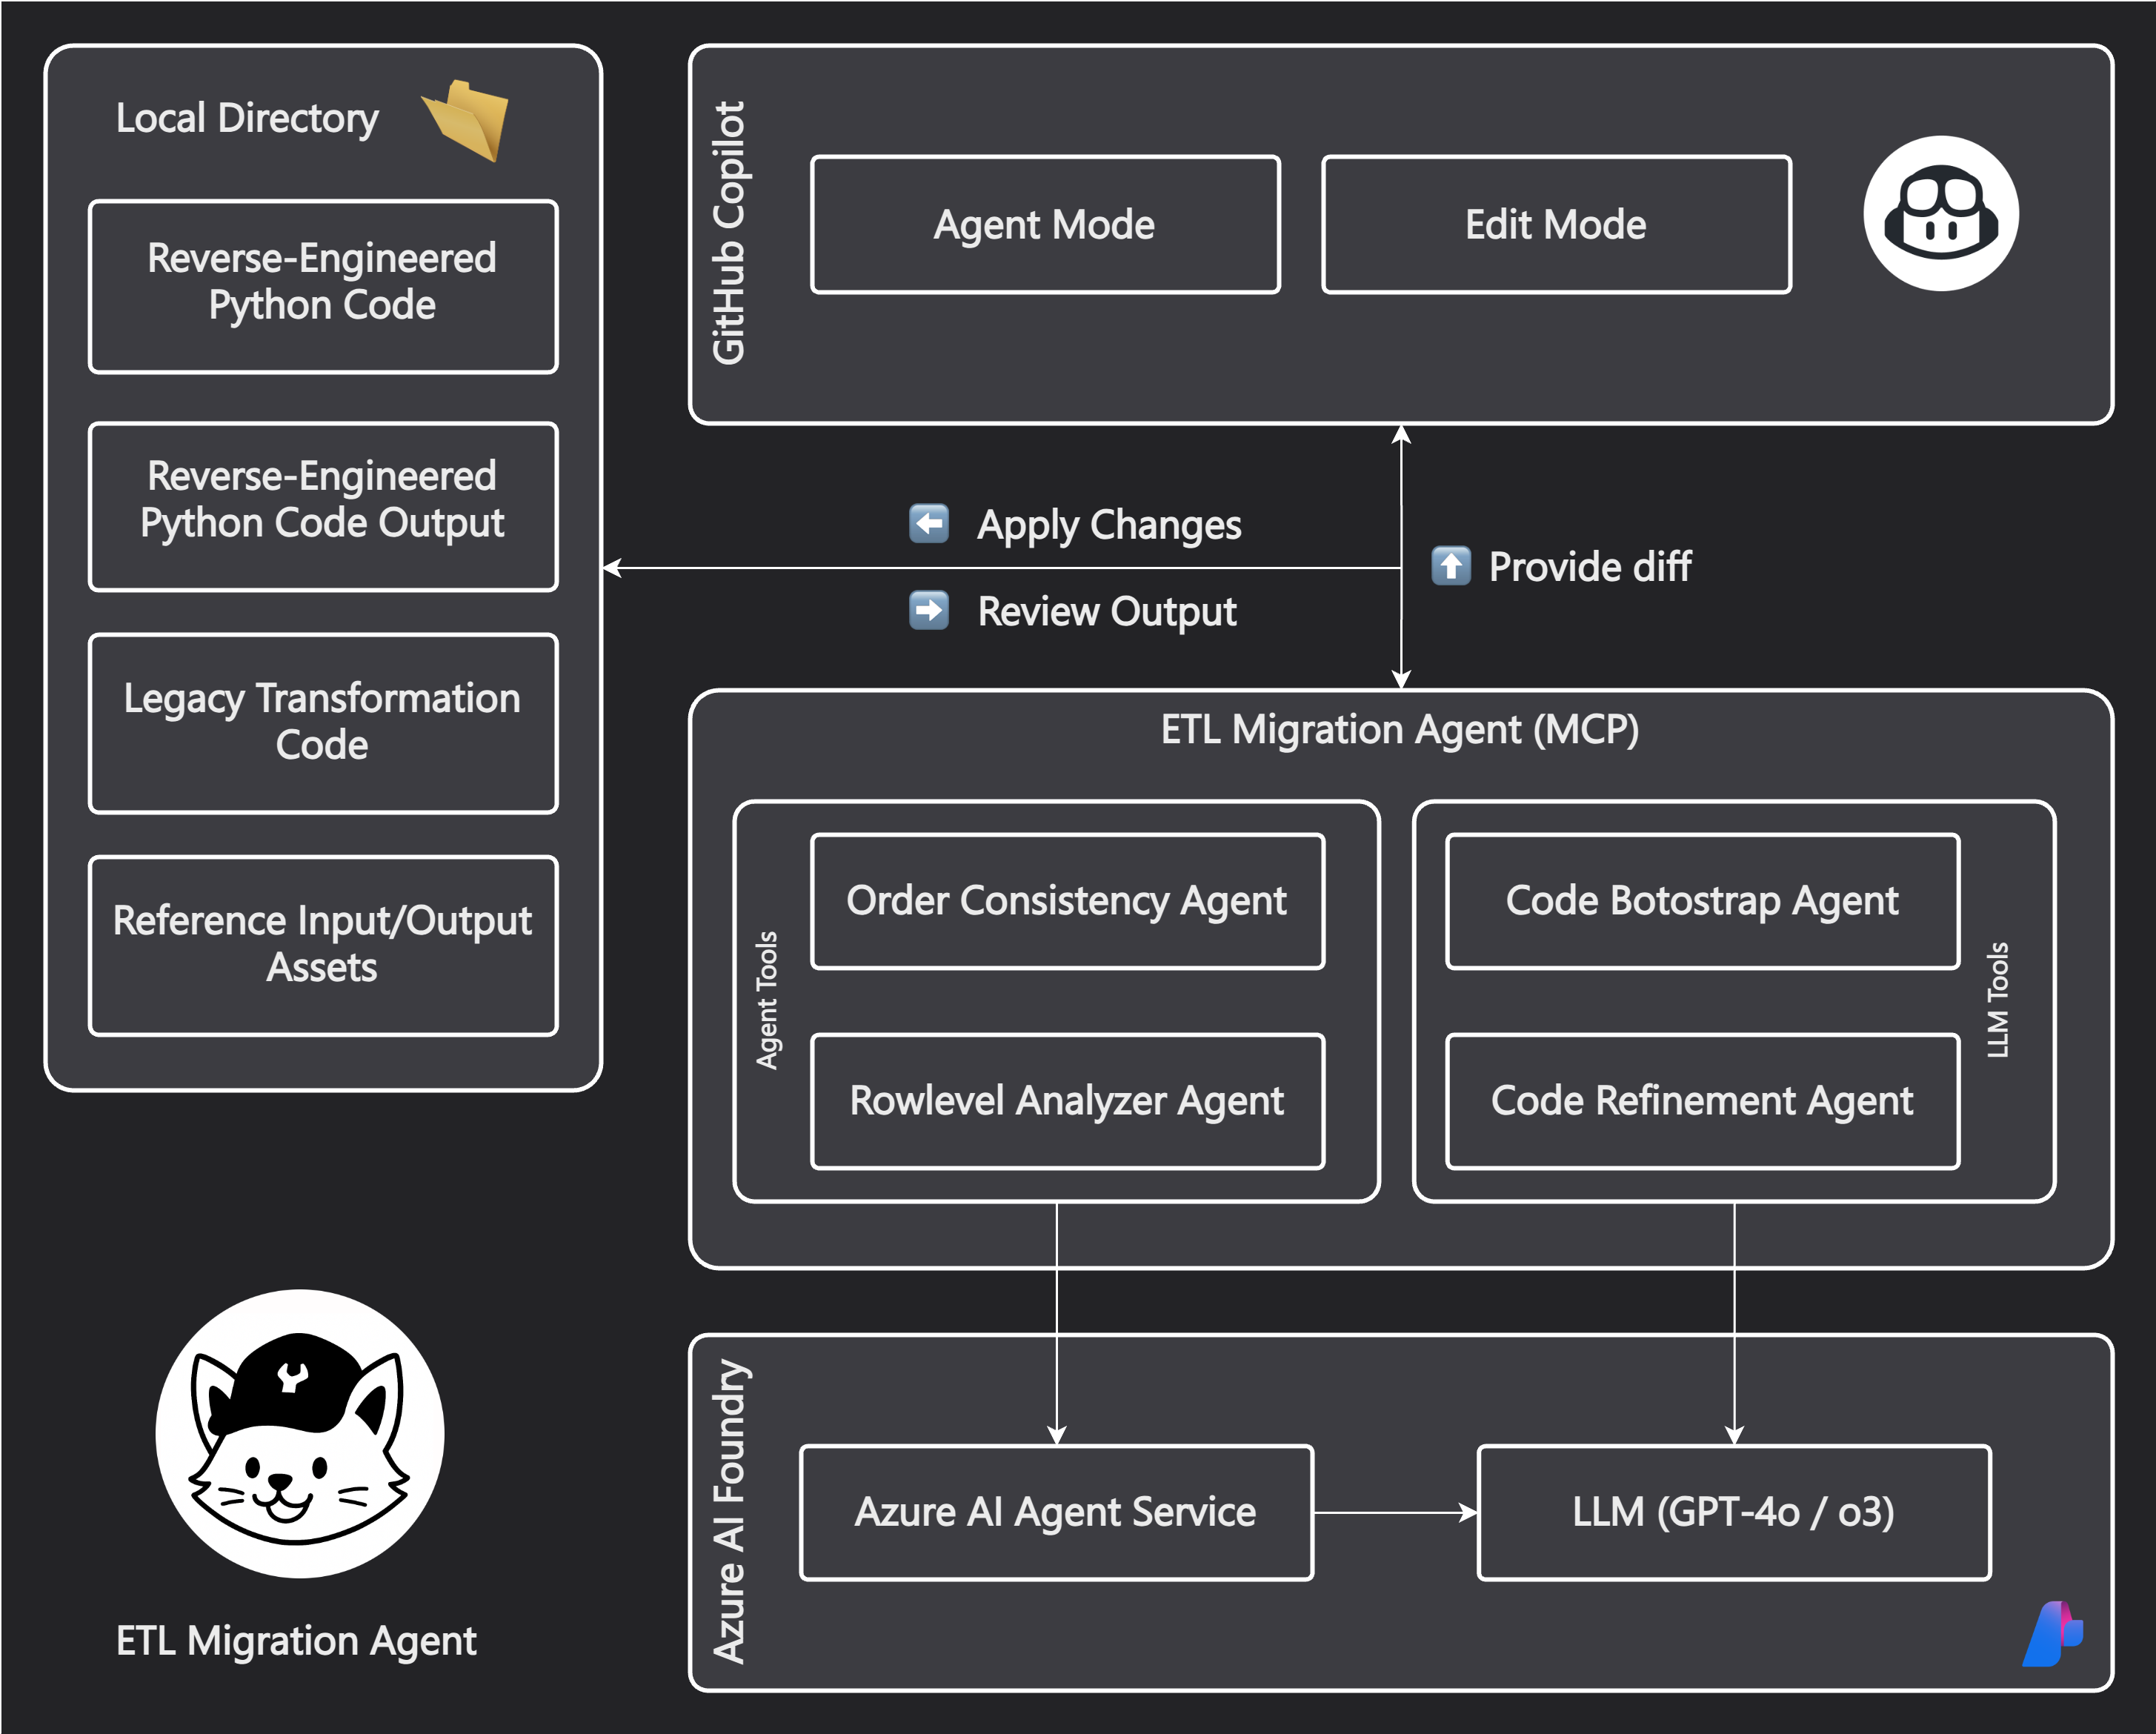 Local Directory
Reverse-Engineered
Python Code
Reverse-Engineered
Python Code Output
Legacy Transformation
Code
Reference Input/Output
Assets
GitHub Copilot
Agent Mode
Edit Mode
Apply Changes
Review Output
Provide diff
ETL Migration Agent (MCP)
Agent Tools
Order Consistency Agent
Rowlevel Analyzer Agent
Code Botostrap Agent
Code Refinement Agent
LLM Tools
Azure AI Foundry
Azure AI Agent Service
LLM (GPT-4o / o3)
ETL Migration Agent